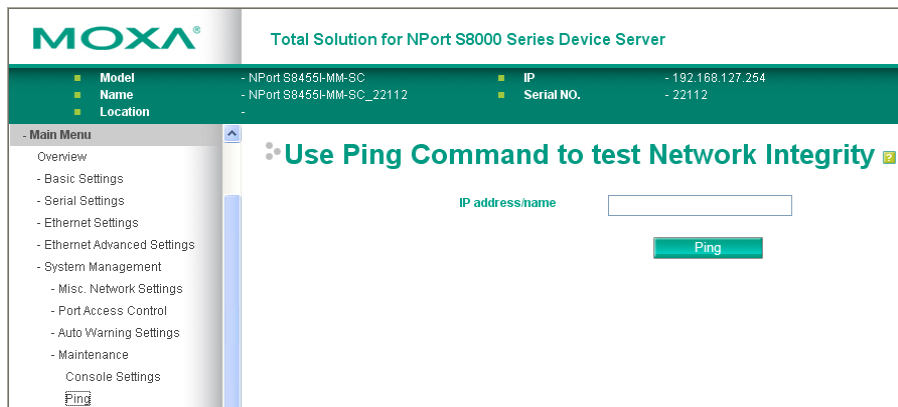 MOXA®
Total Solution for NPort S8000 Series Device Server
Model - NPort S8455I-MM-SC IP - 192.168.127.254
Name - NPort S8455I-MM-SC_22112 Serial NO. - 22112
Location -
- Main Menu
Overview
- Basic Settings
- Serial Settings
- Ethernet Settings
- Ethernet Advanced Settings
- System Management
- Misc. Network Settings
- Port Access Control
- Auto Warning Settings
- Maintenance
Console Settings
Ping
Use Ping Command to test Network Integrity ?
IP address/name
Ping